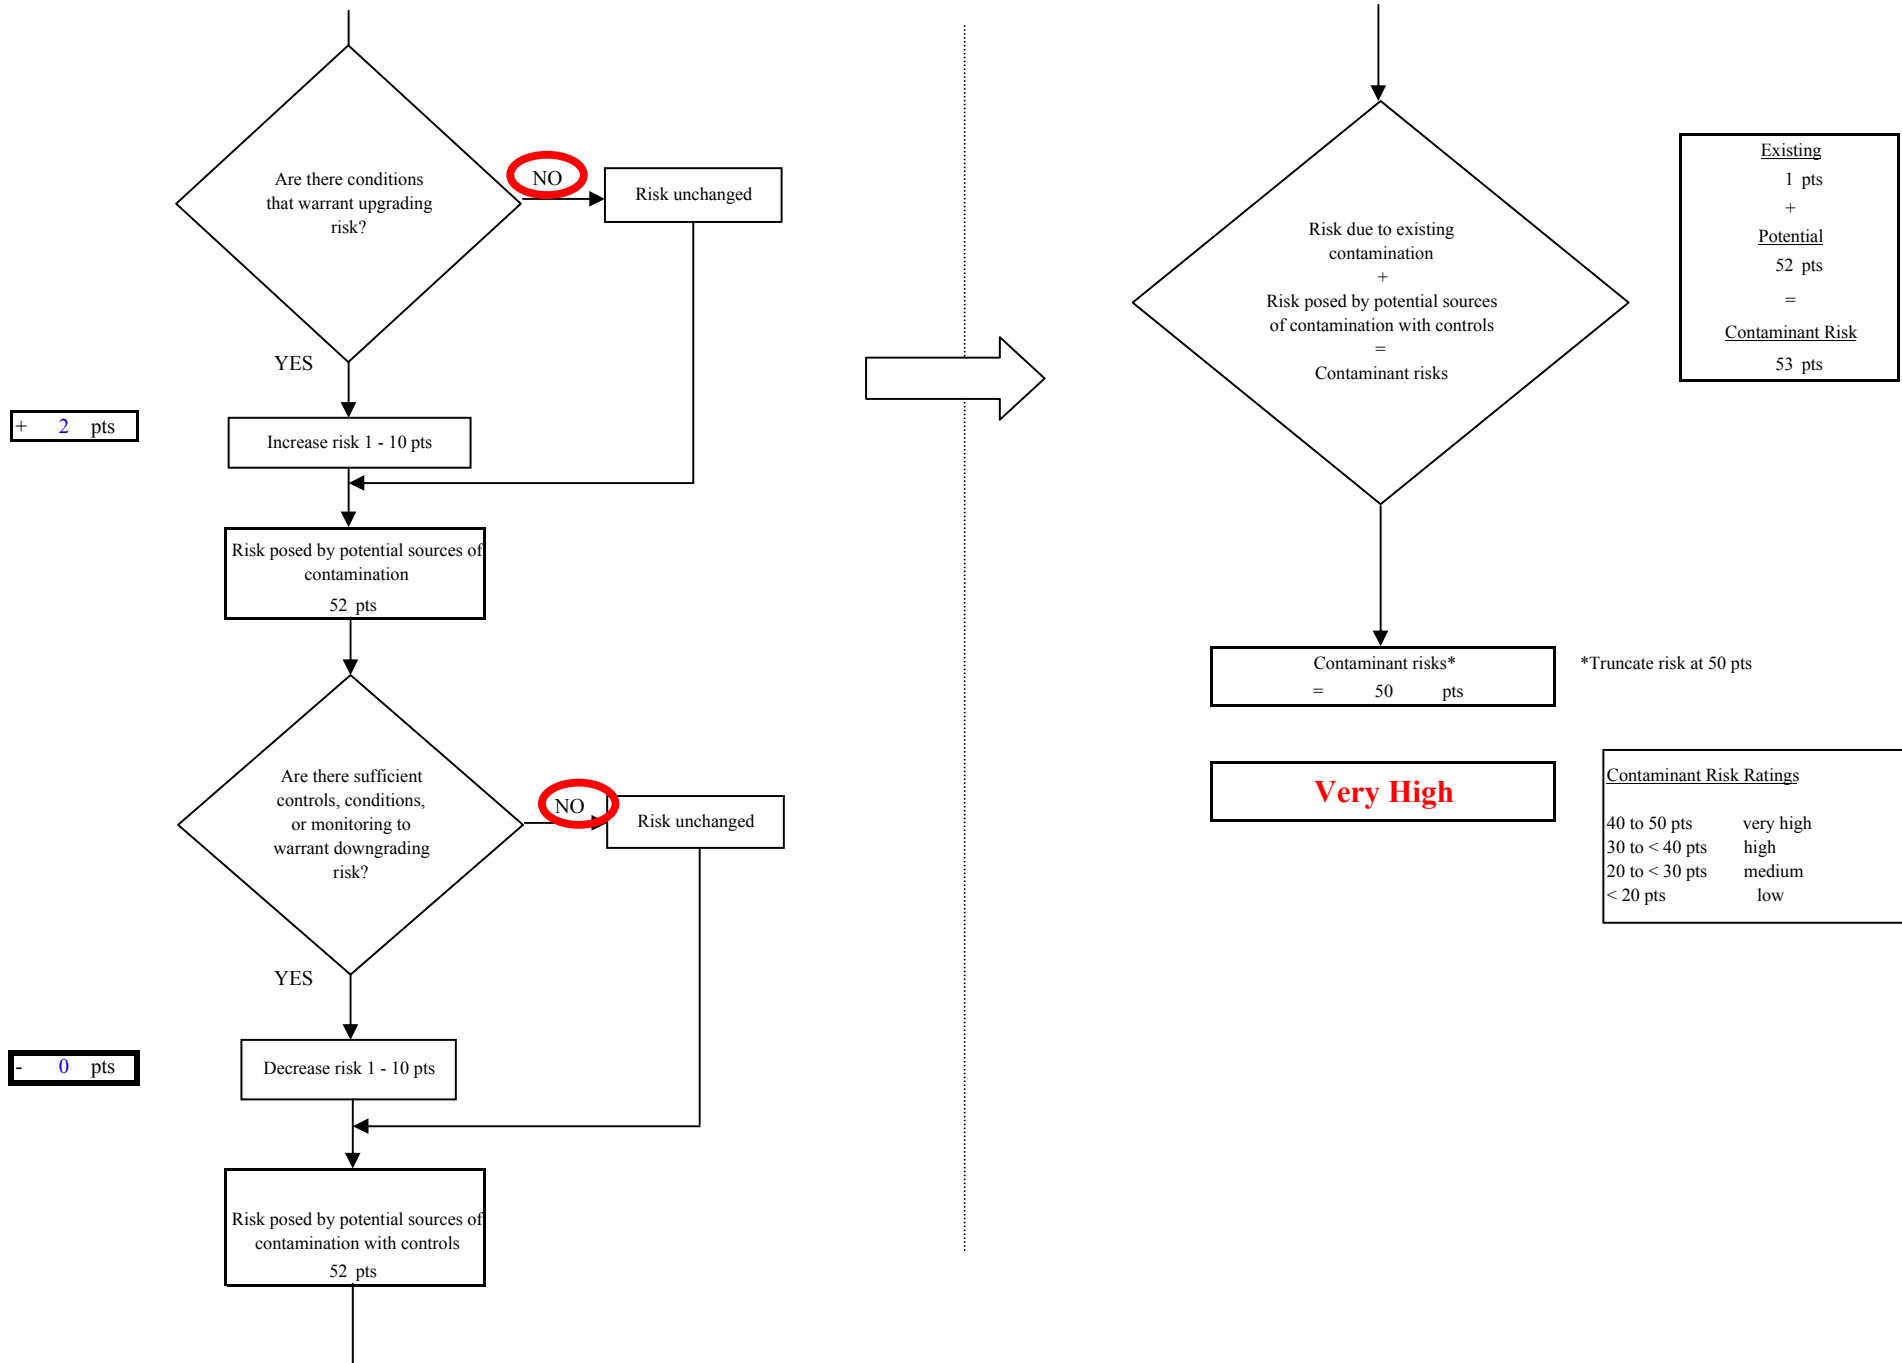 Are there conditions
that warrant upgrading
risk?
NO
Risk unchanged
YES
+ 2 pts
Increase risk 1 - 10 pts
Risk posed by potential sources of
contamination
52 pts
Are there sufficient
controls, conditions,
or monitoring to
warrant downgrading
risk?
NO
Risk unchanged
YES
- 0 pts
Decrease risk 1 - 10 pts
Risk posed by potential sources of
contamination with controls
52 pts
Risk due to existing
contamination
+
Risk posed by potential sources
of contamination with controls
=
Contaminant risks
Existing
1 pts
+
Potential
52 pts
=
Contaminant Risk
53 pts
Contaminant risks*
= 50 pts
*Truncate risk at 50 pts
Very High
Contaminant Risk Ratings
40 to 50 pts very high
30 to < 40 pts high
20 to < 30 pts medium
< 20 pts low